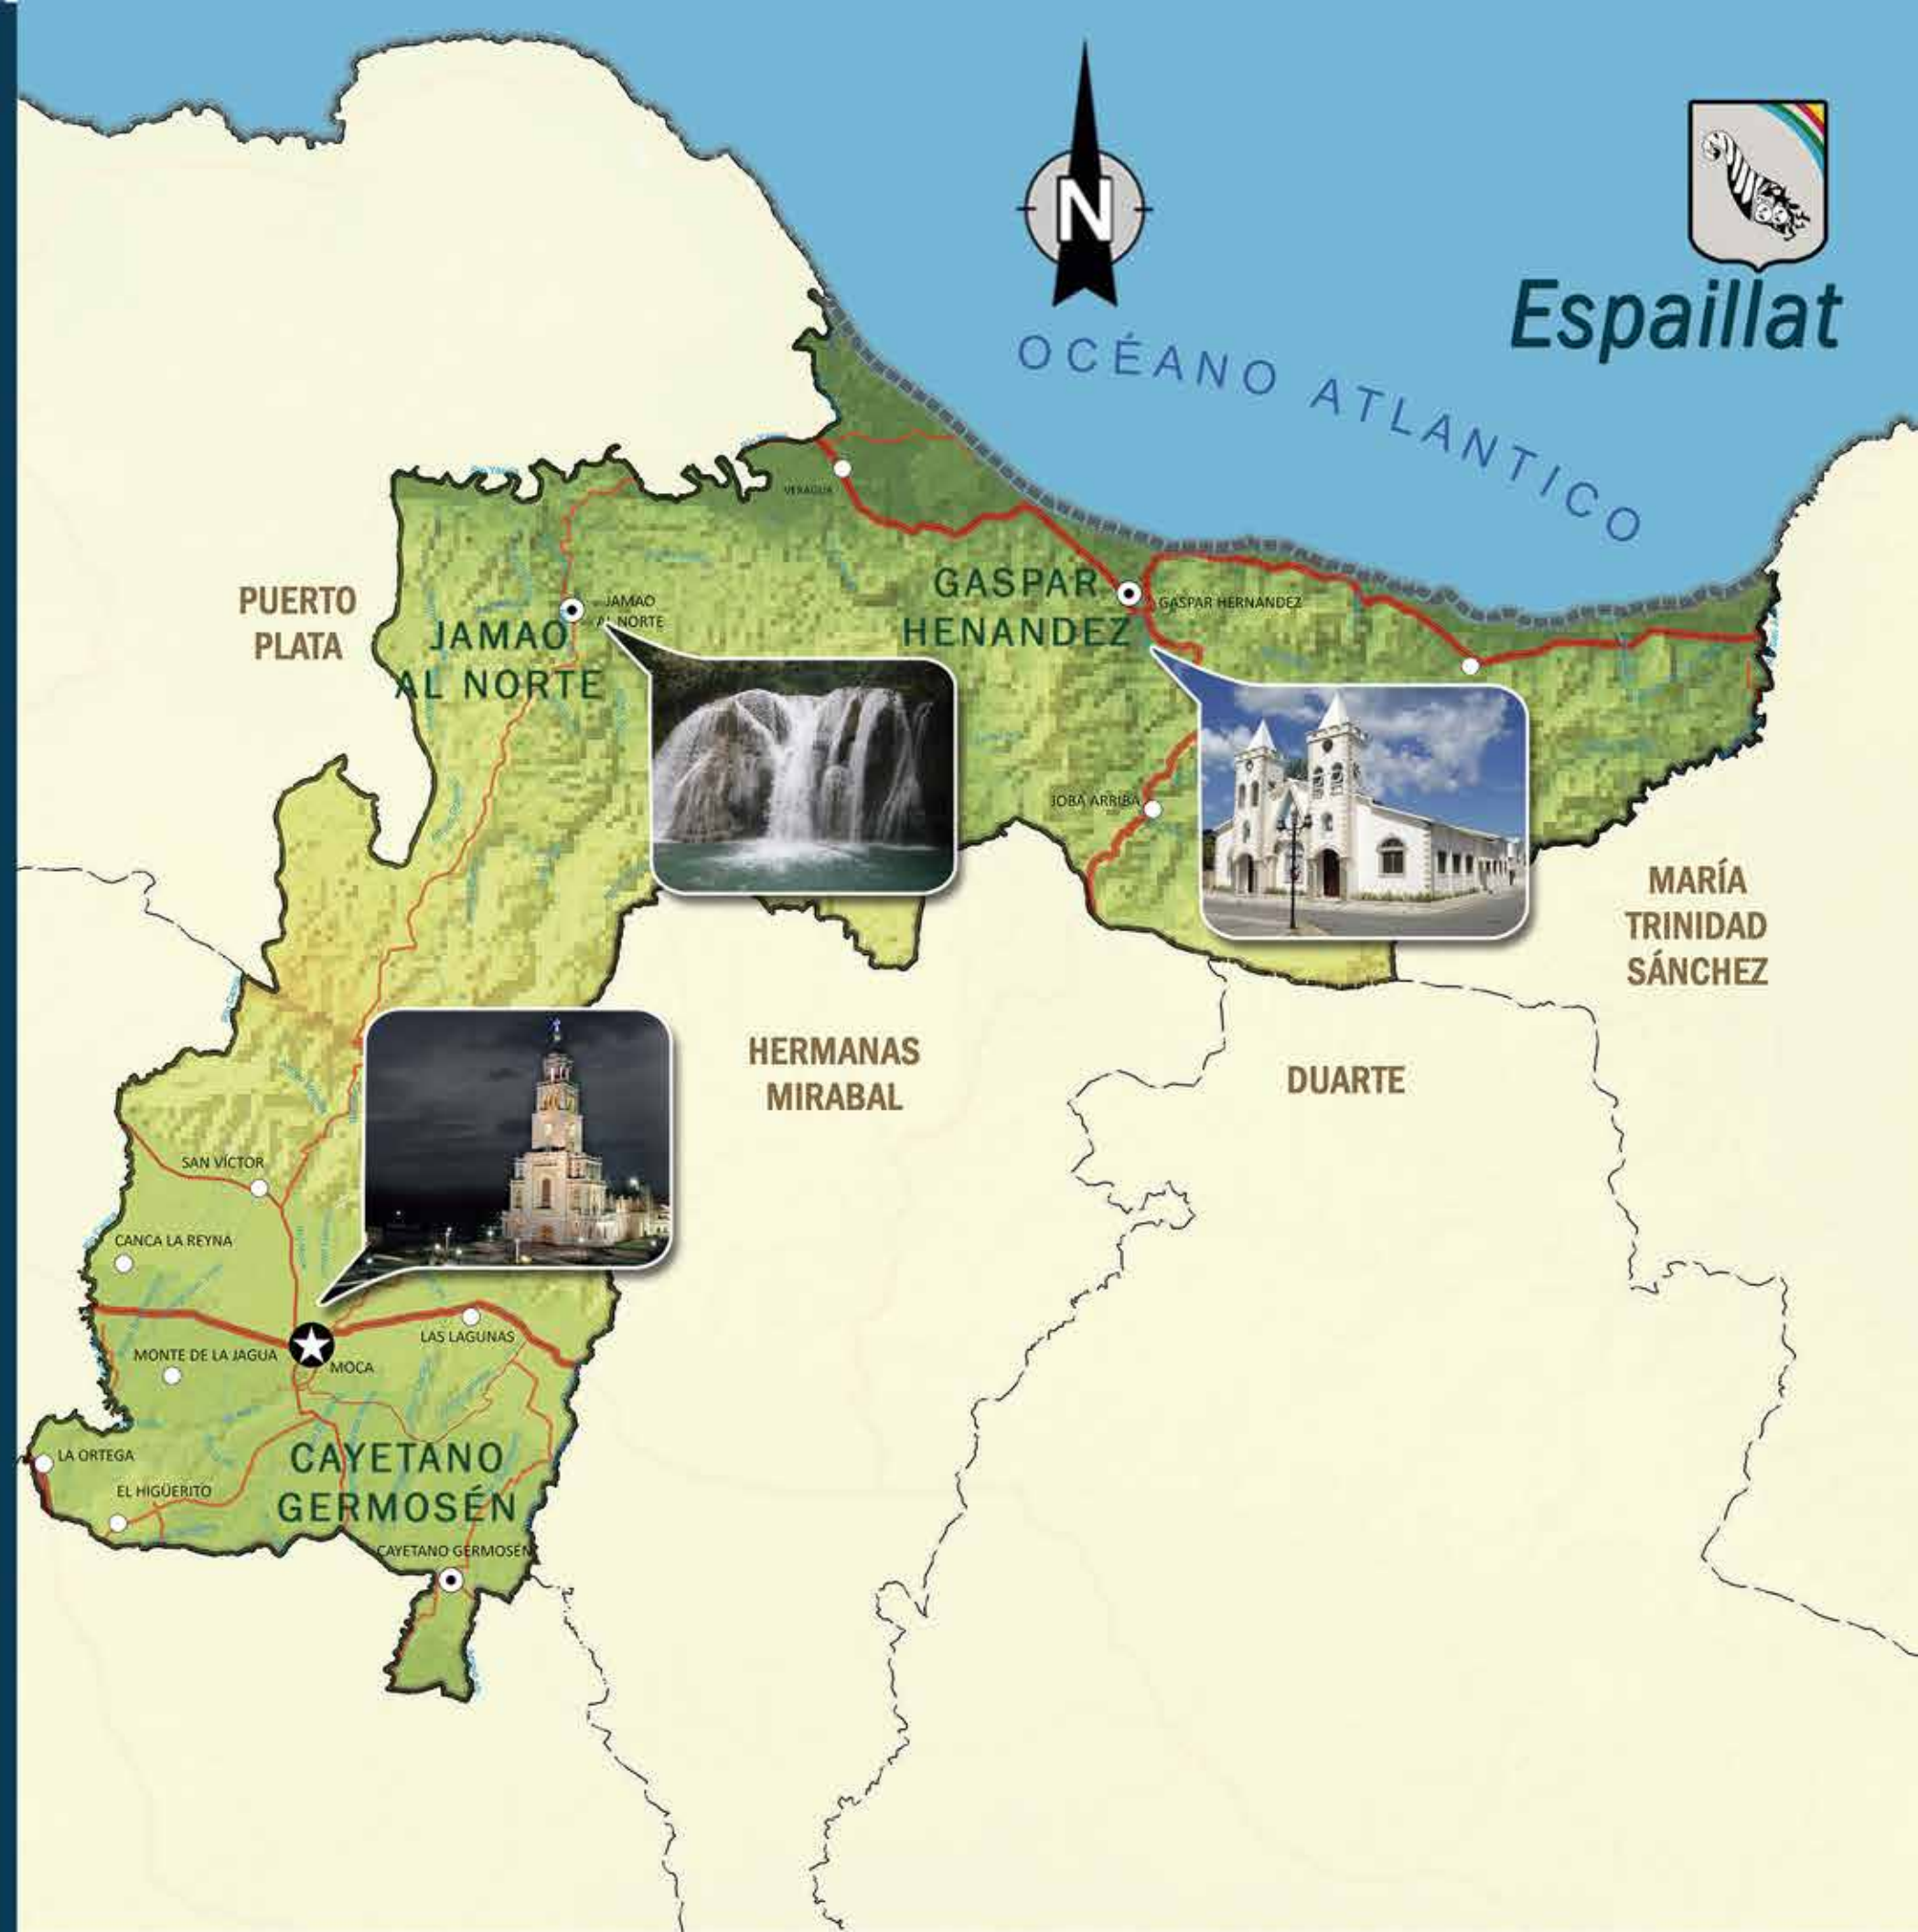 N
Espaillat
OCÉANO ATLANTICO
VERAGUA
PUERTO
PLATA
JAMAO
AL NORTE
JAMAO
AL NORTE
GASPAR
HENANDEZ
GASPAR HERNANDEZ
JOBA ARRIBA
MARÍA
TRINIDAD
SÁNCHEZ
HERMANAS
MIRABAL
DUARTE
SAN VÍCTOR
CANCA LA REYNA
LAS LAGUNAS
MONTE DE LA JAGUA
MOCA
LA ORTEGA
EL HIGÜERITO
CAYETANO
GERMOSÉN
CAYETANO GERMOSÉN